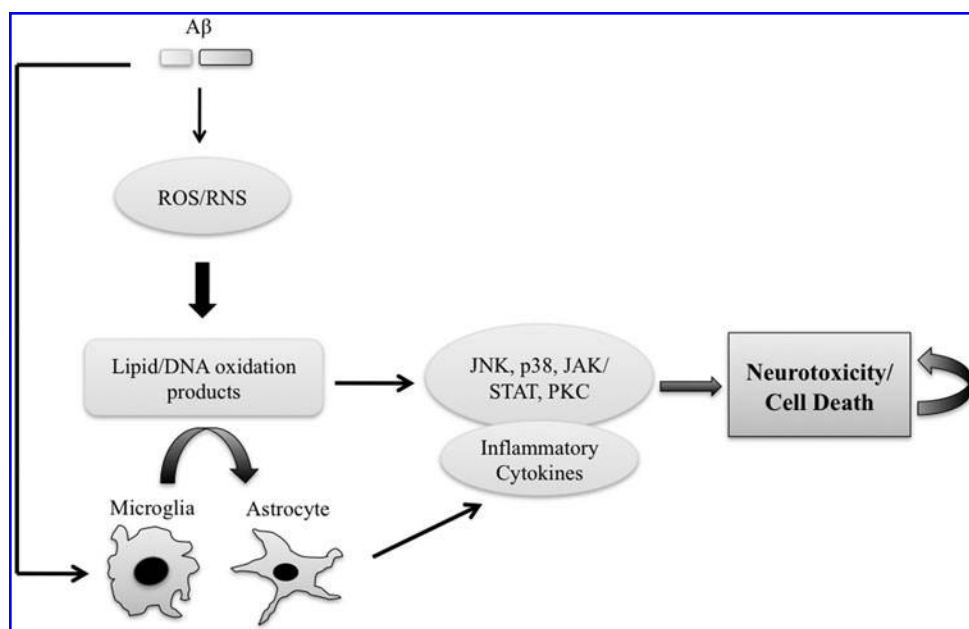 Aβ
ROS/RNS
Lipid/DNA oxidation
products
JNK, p38, JAK/
STAT, PKC
Neurotoxicity/
Cell Death
Inflammatory
Cytokines
Microglia
Astrocyte